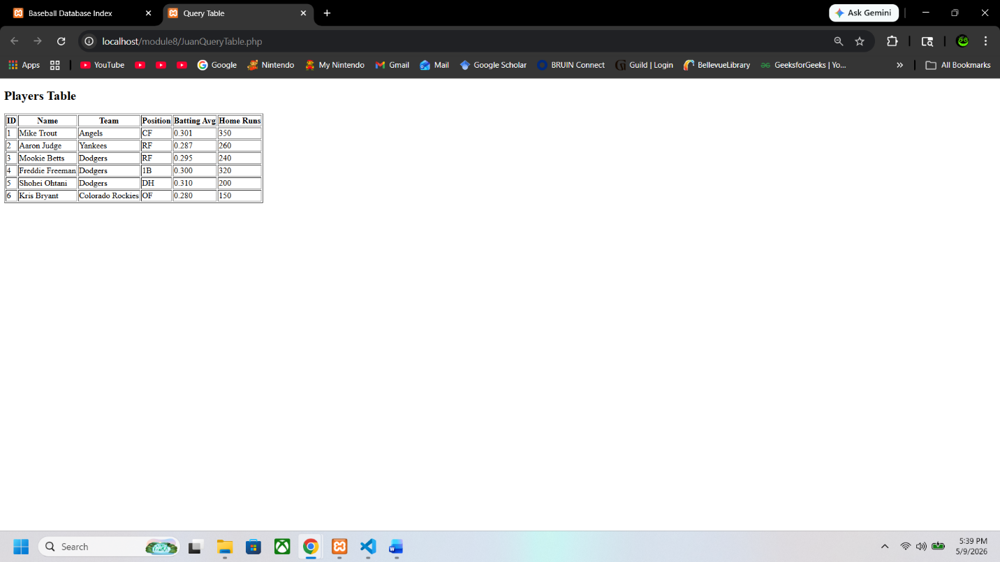 Baseball Database Index
Query Table
Ask Gemini
localhost/module8/JuanQueryTable.php
Apps YouTube Google Nintendo My Nintendo Gmail Mail Google Scholar BRUIN Connect Guild | Login BellevueLibrary GeeksforGeeks | Yo... » All Bookmarks
Players Table
ID Name Team Position Batting Avg Home Runs
1 Mike Trout Angels CF 0.301 350
2 Aaron Judge Yankees RF 0.287 260
3 Mookie Betts Dodgers RF 0.295 240
4 Freddie Freeman Dodgers 1B 0.300 320
5 Shohei Ohtani Dodgers DH 0.310 200
6 Kris Bryant Colorado Rockies OF 0.280 150
Search
5:39 PM
5/9/2026